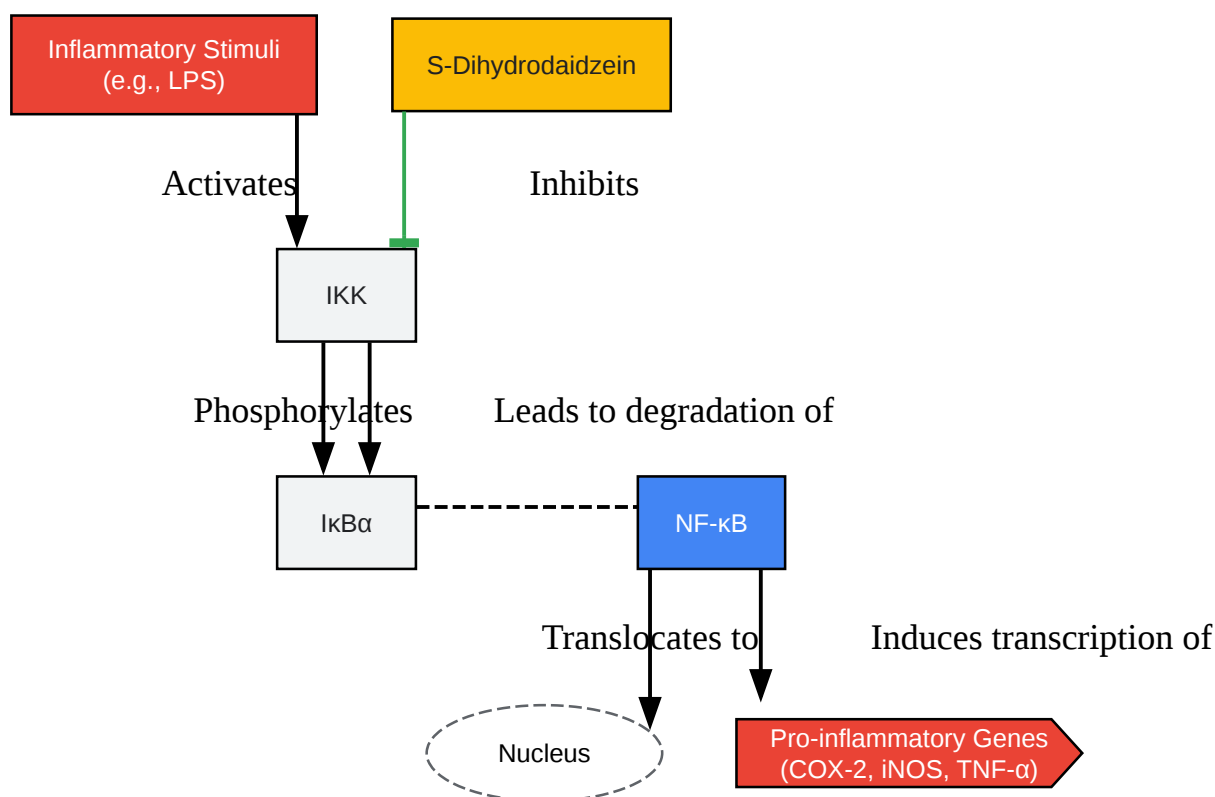 Inflammatory Stimuli
(e.g., LPS)
S-Dihydrodaidzein
Activates
Inhibits
IKK
Phosphorylates
Leads to degradation of
IκBα
NF-κB
Translocates to
Induces transcription of
Nucleus
Pro-inflammatory Genes
(COX-2, iNOS, TNF-α)